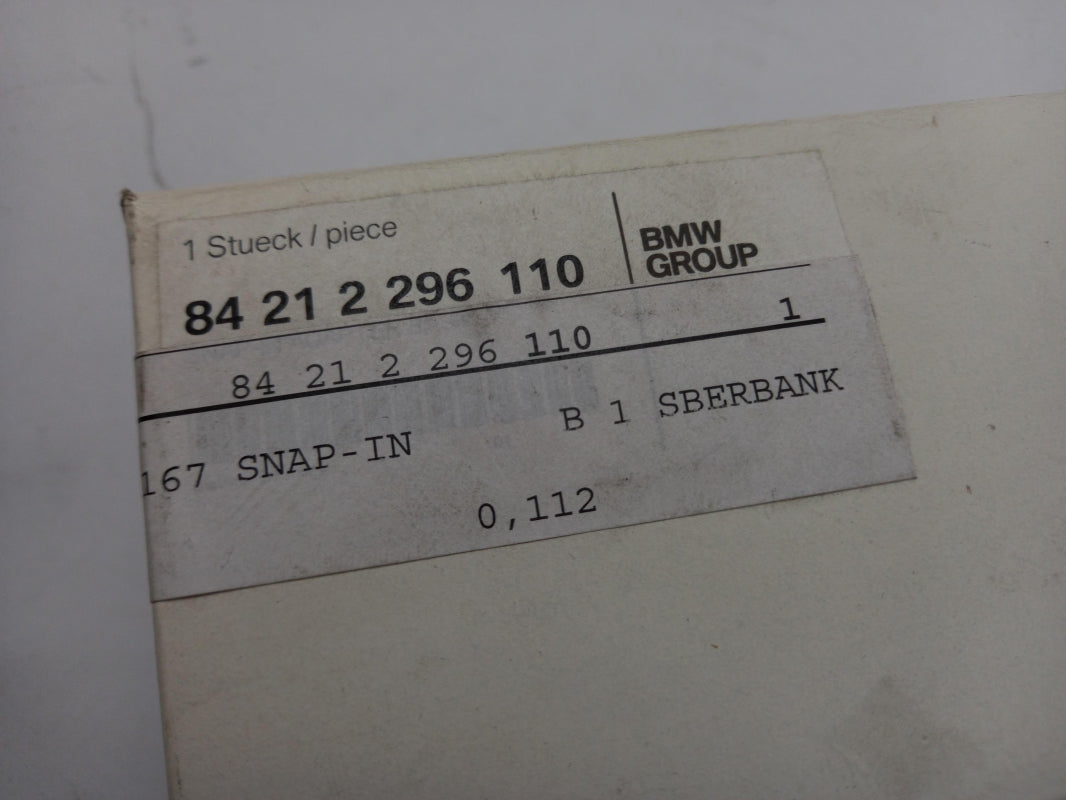 1 Stueck / piece
84 21 2 296 110
BMW
GROUP
84 21 2 296 110 1
167 SNAP-IN B 1 SBERBANK
0,112